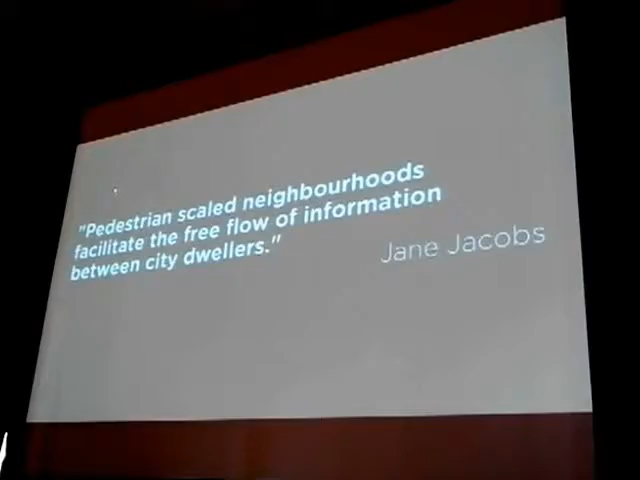 "Pedestrian scaled neighbourhoods
facilitate the free flow of information
between city dwellers."
Jane Jacobs